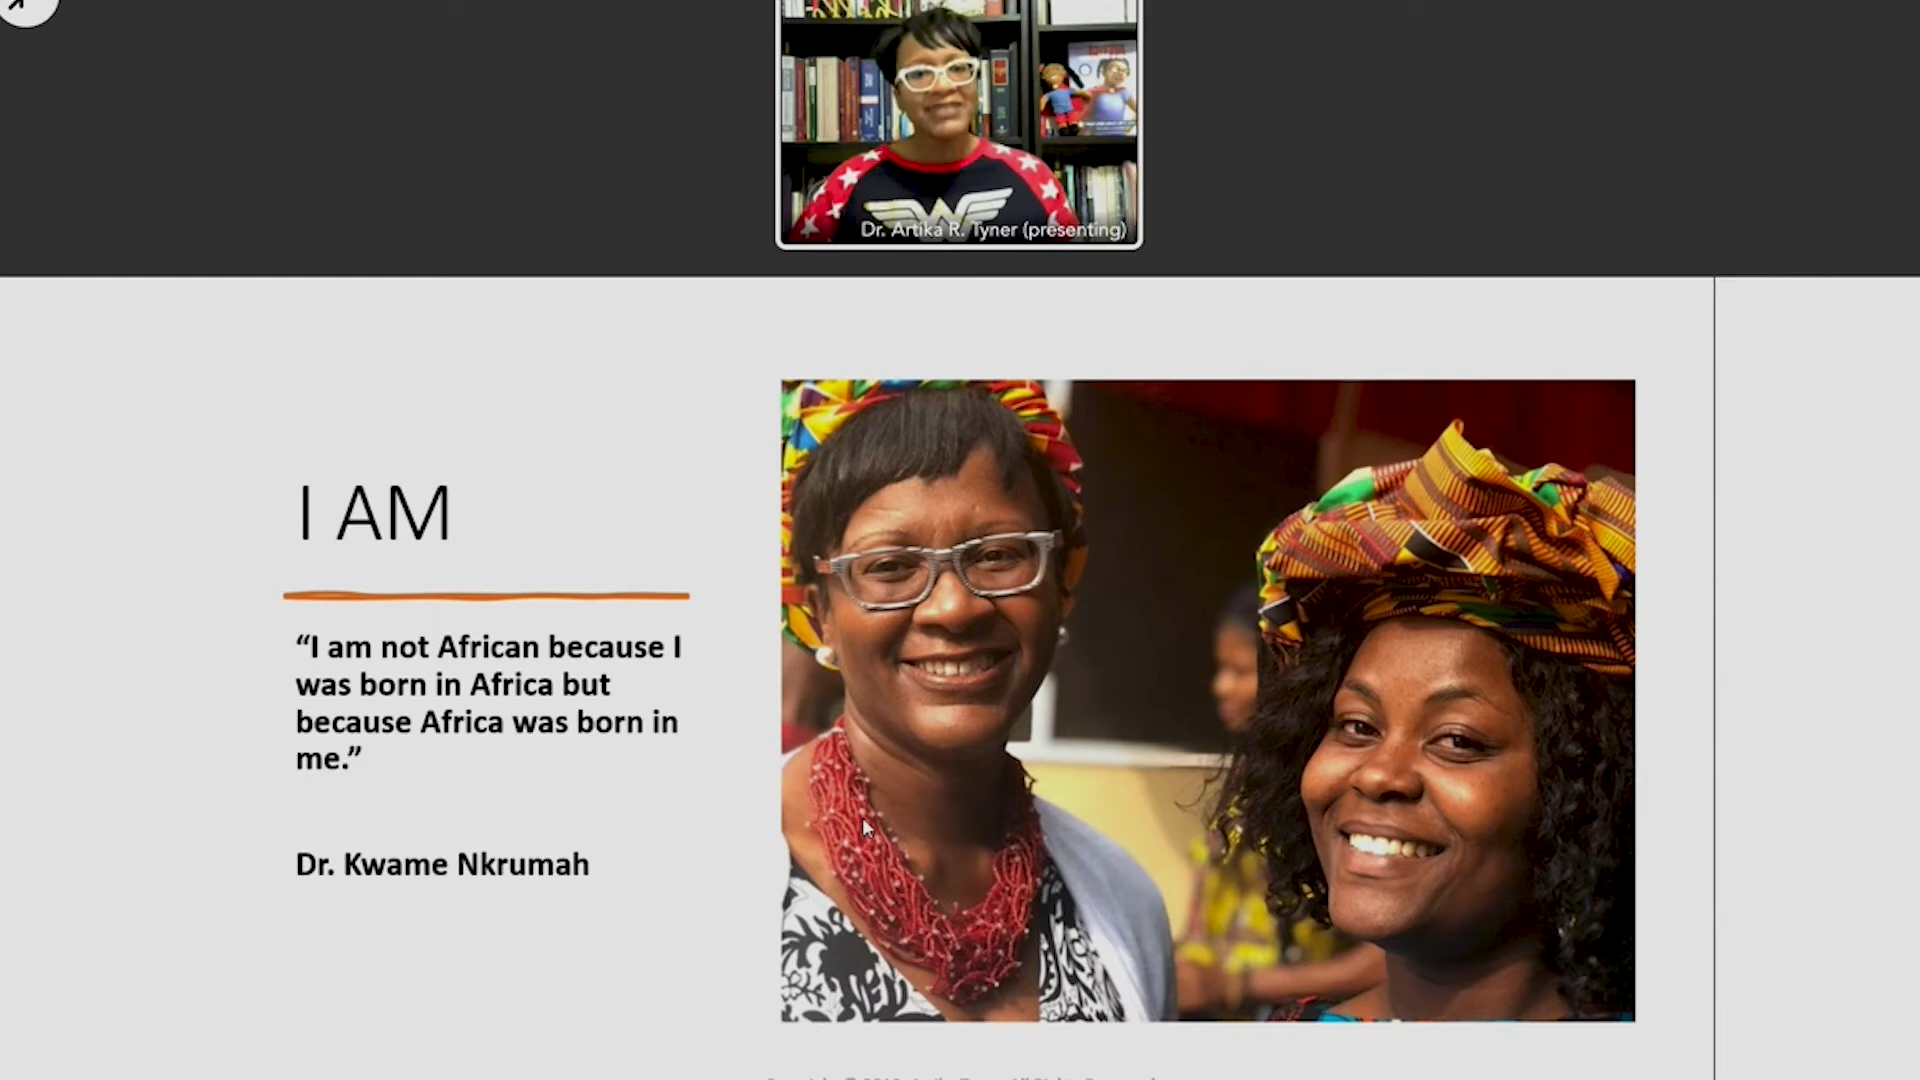 Dr. Artika R. Tyner (presenting)
I AM
“I am not African because I
was born in Africa but
because Africa was born in
me.”
Dr. Kwame Nkrumah